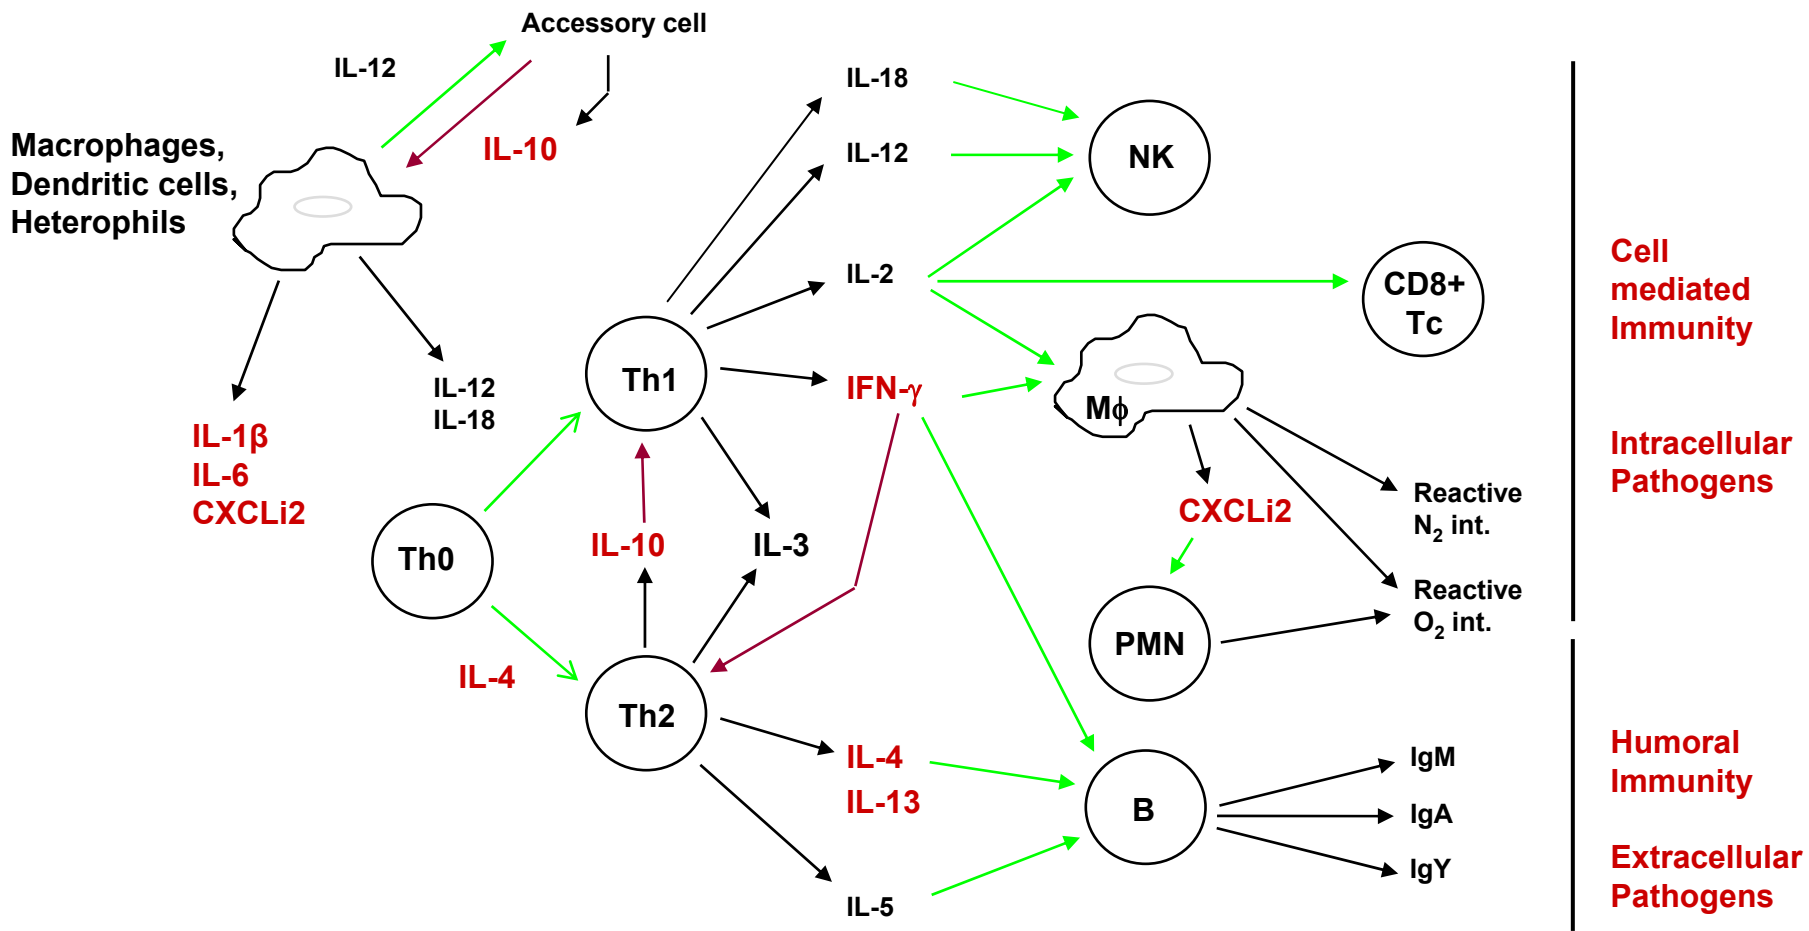 Accessory cell
IL-12
IL-10
Macrophages,
Dendritic cells,
Heterophils
IL-12
IL-18
IL-1β
IL-6
CXCLi2
Th0
IL-4
Th1
IL-10
IL-3
Th2
IL-18
IL-12
IL-2
IFN-γ
IL-4
IL-13
IL-5
NK
CD8+
Tc
Mϕ
CXCLi2
PMN
B
Reactive
N2 int.
Reactive
O2 int.
IgM
IgA
IgY
Cell
mediated
Immunity
Intracellular
Pathogens
Humoral
Immunity
Extracellular
Pathogens